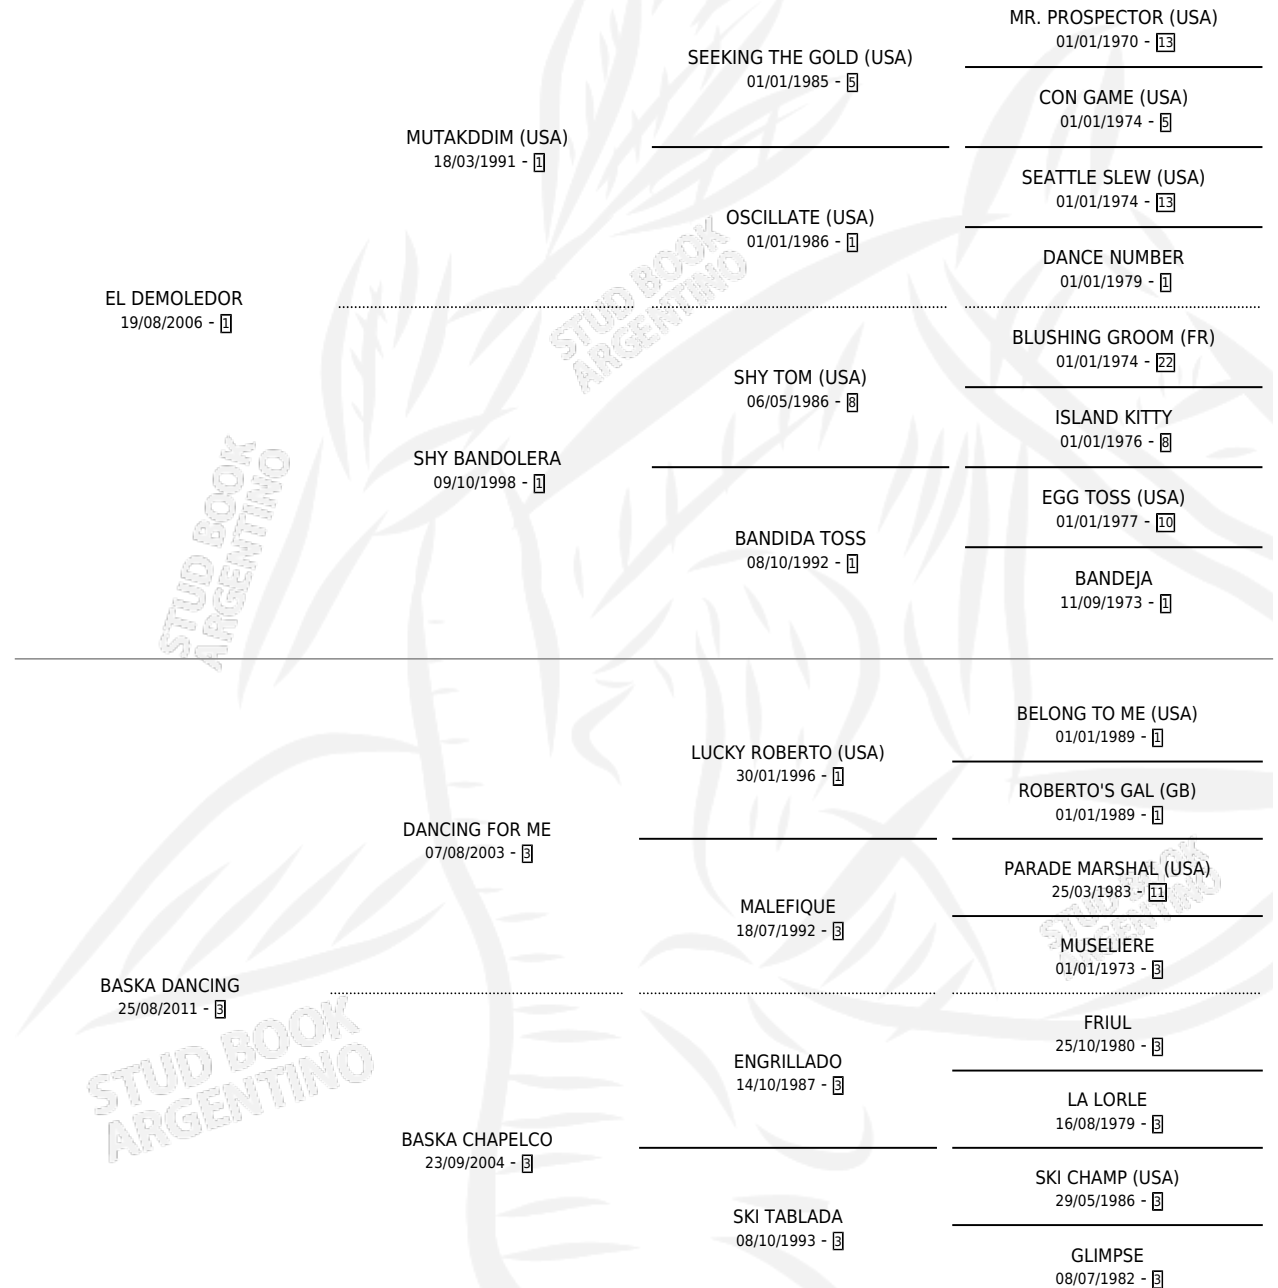 MR. PROSPECTOR (USA)
01/01/1970 - 13
SEEKING THE GOLD (USA)
01/01/1985 - 5
CON GAME (USA)
01/01/1974 - 5
MUTAKDDIM (USA)
18/03/1991 - 1
SEATTLE SLEW (USA)
01/01/1974 - 13
OSCILLATE (USA)
01/01/1986 - 1
DANCE NUMBER
01/01/1979 - 1
EL DEMOLEDOR
19/08/2006 - 1
STUD BOOK
ARGENTINO
BLUSHING GROOM (FR)
01/01/1974 - 22
SHY TOM (USA)
06/05/1986 - 8
ISLAND KITTY
01/01/1976 - 8
SHY BANDOLERA
09/10/1998 - 1
EGG TOSS (USA)
01/01/1977 - 10
BANDIDA TOSS
08/10/1992 - 1
BANDEJA
11/09/1973 - 1
STUD BOOK
ARGENTINO
BELONG TO ME (USA)
01/01/1989 - 1
LUCKY ROBERTO (USA)
30/01/1996 - 1
ROBERTO'S GAL (GB)
01/01/1989 - 1
DANCING FOR ME
07/08/2003 - 3
PARADE MARSHAL (USA)
25/03/1983 - 11
STUD BOOK
ARGENTINO
MALEFIQUE
18/07/1992 - 3
MUSELIERE
01/01/1973 - 3
BASKA DANCING
25/08/2011 - 3
STUD BOOK
ARGENTINO
FRIUL
25/10/1980 - 3
ENGRILLADO
14/10/1987 - 3
LA LORLE
16/08/1979 - 3
BASKA CHAPELCO
23/09/2004 - 3
SKI CHAMP (USA)
29/05/1986 - 3
SKI TABLADA
08/10/1993 - 3
GLIMPSE
08/07/1982 - 3